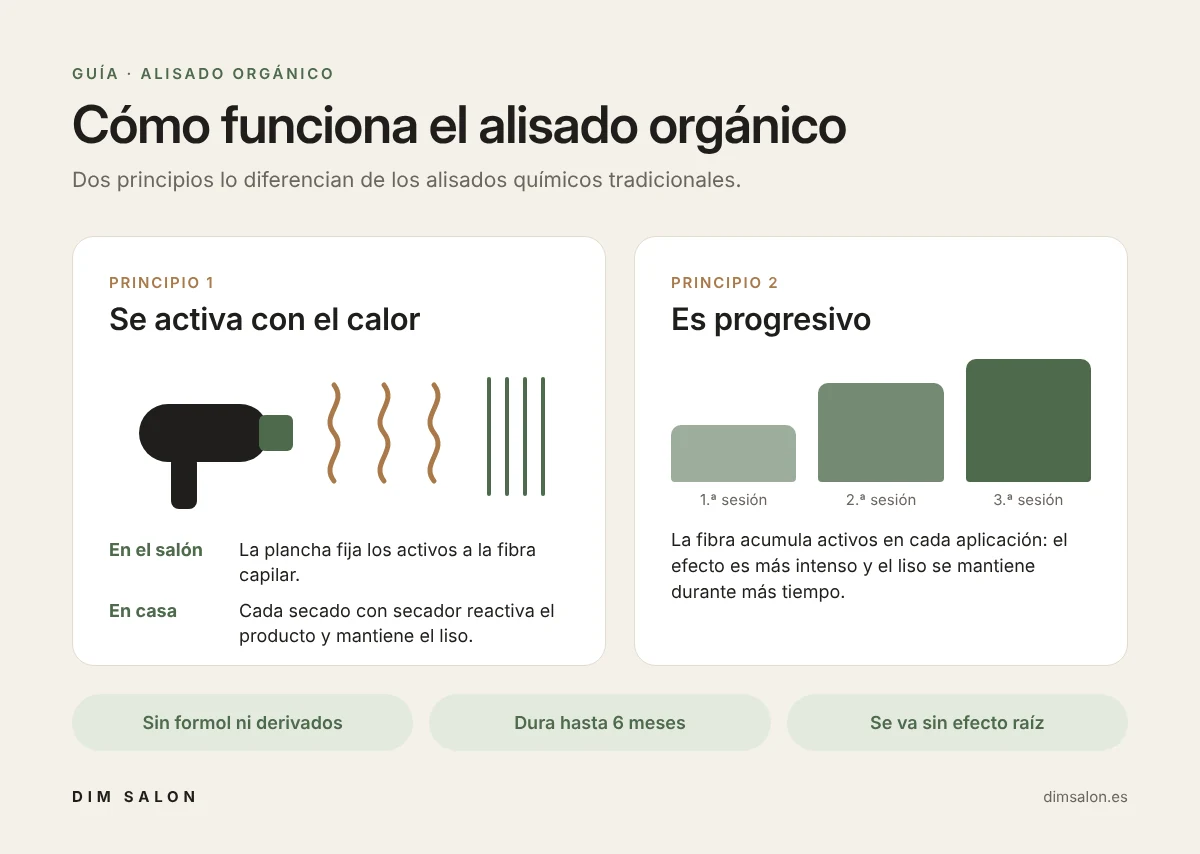 GUÍA · ALISADO ORGÁNICO
Cómo funciona el alisado orgánico
Dos principios lo diferencian de los alisados químicos tradicionales.
PRINCIPIO 1
Se activa con el calor
En el salón
La plancha fija los activos a la fibra
capilar.
En casa
Cada secado con secador reactiva el
producto y mantiene el liso.
PRINCIPIO 2
Es progresivo
1.ª sesión
2.ª sesión
3.ª sesión
La fibra acumula activos en cada aplicación: el
efecto es más intenso y el liso se mantiene
durante más tiempo.
Sin formol ni derivados
Dura hasta 6 meses
Se va sin efecto raíz
DIM SALON
dimsalon.es